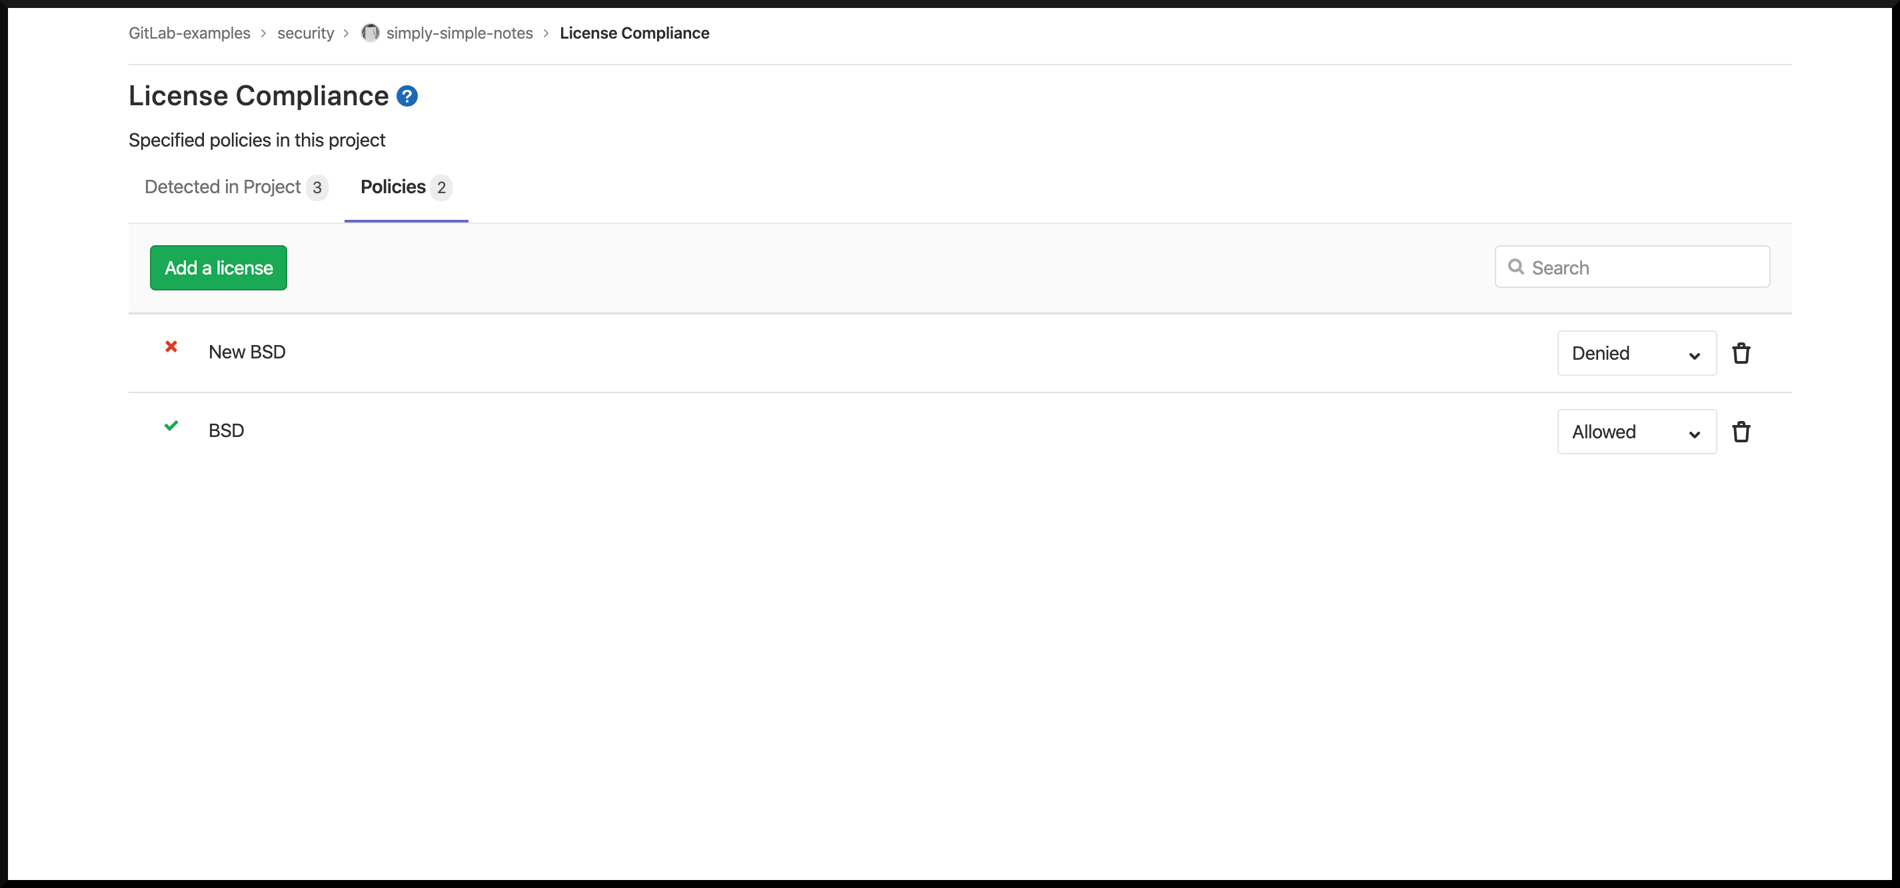 GitLab-examples > security > simply-simple-notes > License Compliance
License Compliance ?
Specified policies in this project
Detected in Project 3 Policies 2
Add a license Search
New BSD Denied
BSD Allowed